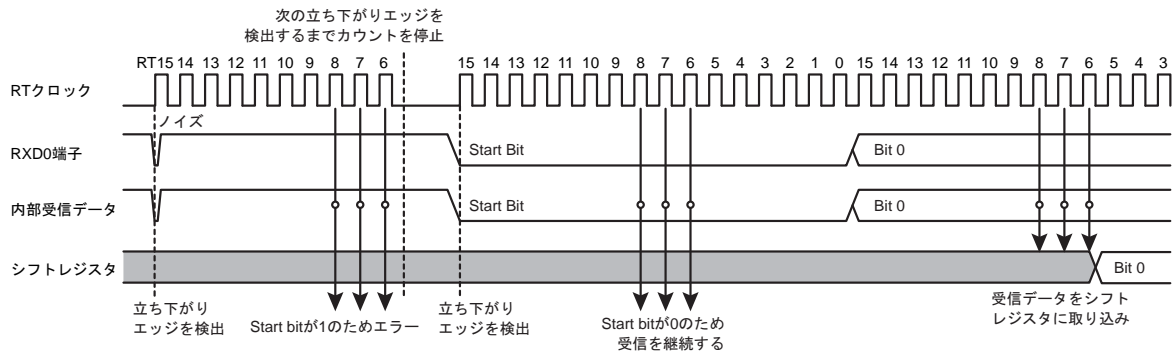 次の立ち下がりエッジを
検出するまでカウントを停止
RT15 14 13 12 11 10 9 8 7 6
15 14 13 12 11 10 9 8 7 6 5 4 3 2 1 0 15 14 13 12 11 10 9 8 7 6 5 4 3
RTクロック
ノイズ
RXD0端子
Start Bit
Bit 0
内部受信データ
Start Bit
Bit 0
シフトレジスタ
Bit 0
立ち下がり
エッジを検出
Start bitが1のためエラー
立ち下がり
エッジを検出
Start bitが0のため
受信を継続する
受信データをシフト
レジスタに取り込み